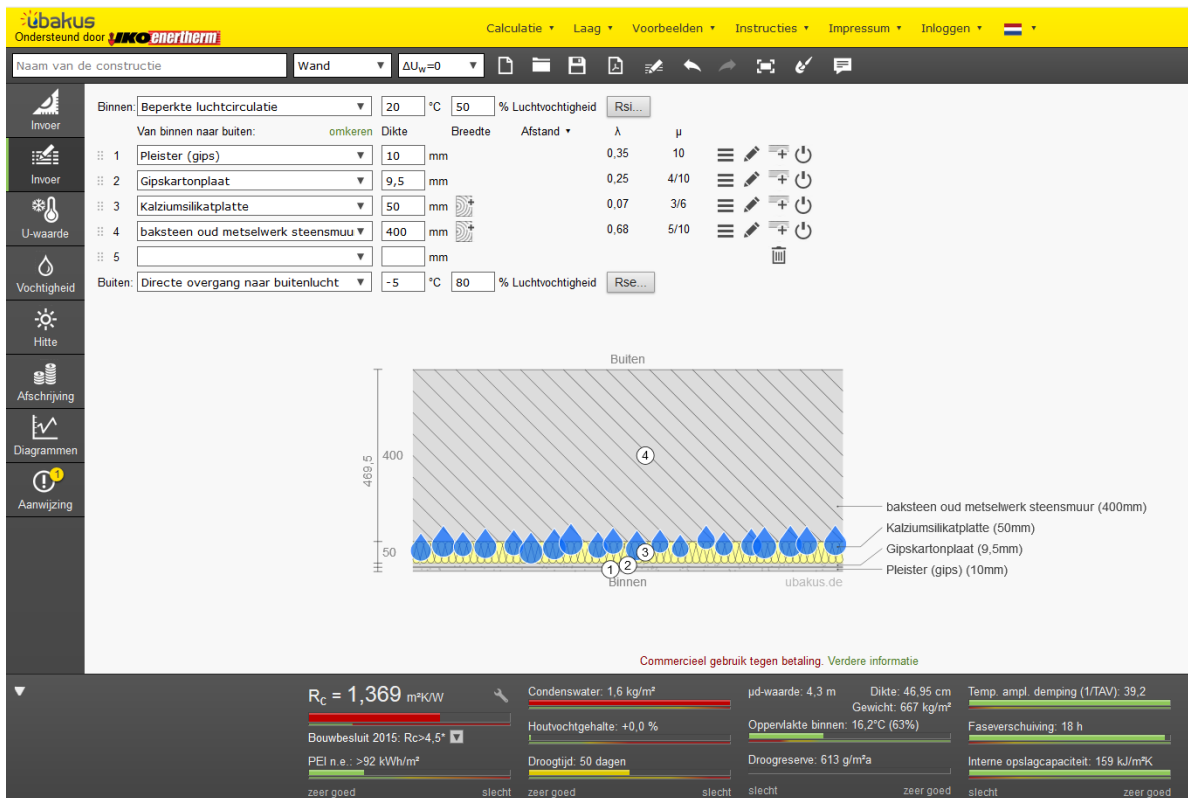 übakus
Ondersteund door IKO enertherm
Calculatie ▾ Laag ▾ Voorbeelden ▾ Instructies ▾ Impressum ▾ Inloggen ▾
Naam van de constructie Wand ΔUw=0
Invoer
Invoer
U-waarde
Vochtigheid
Hitte
Afschrijving
Diagrammen
1
Aanwijzing
Binnen: Beperkte luchtcirculatie 20 °C 50 % Luchtvochtigheid Rsi...
Van binnen naar buiten: omkeren Dikte Breedte Afstand ▾ λ μ
1 Pleister (gips) 10 mm 0,35 10
2 Gipskartonplaat 9,5 mm 0,25 4/10
3 Kalziumsilikatplatte 50 mm 0,07 3/6
4 baksteen oud metselwerk steensmuu 400 mm 0,68 5/10
5 mm
Buiten: Directe overgang naar buitenlucht -5 °C 80 % Luchtvochtigheid Rse...
Buiten
469,5
400
50
4
3
2
1
baksteen oud metselwerk steensmuur (400mm)
Kalziumsilikatplatte (50mm)
Gipskartonplaat (9,5mm)
Pleister (gips) (10mm)
Binnen
ubakus.de
Commercieel gebruik tegen betaling. Verdere informatie
RC = 1,369 m²K/W
Bouwbesluit 2015: Rc>4,5*
PEI n.e.: >92 kWh/m²
zeer goed slecht
Condenswater: 1,6 kg/m²
Houtvochtgehalte: +0,0 %
Droogtijd: 50 dagen
zeer goed slecht
μd-waarde: 4,3 m Dikte: 46,95 cm
Gewicht: 667 kg/m²
Oppervlakte binnen: 16,2°C (63%)
Droogreserve: 613 g/m²a
slecht zeer goed
Temp. ampl. demping (1/TAV): 39,2
Faseverschuiving: 18 h
Interne opslagcapaciteit: 159 kJ/m²K
slecht zeer goed